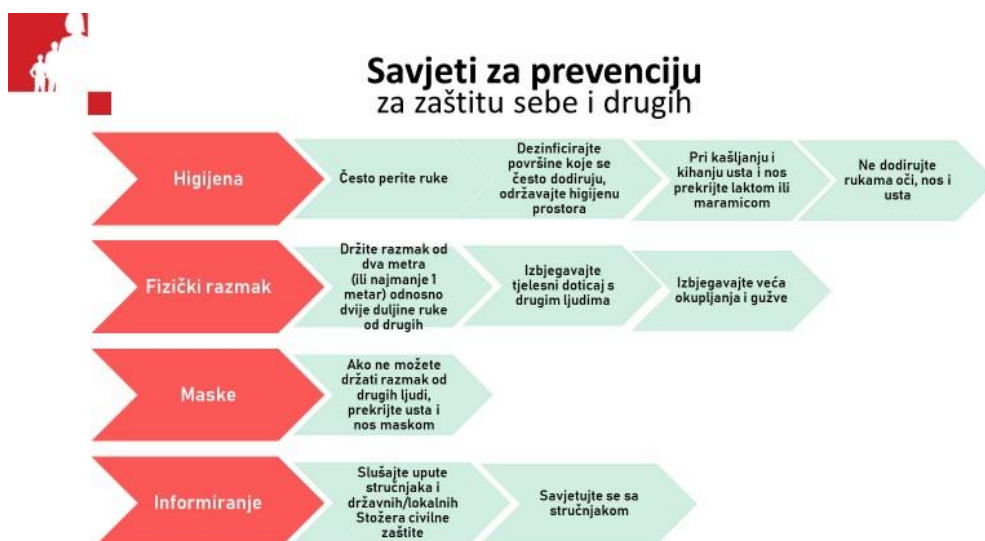 Savjeti za prevenciju
za zaštitu sebe i drugih
Higijena
Često perite ruke
Dezinficirajte
površine koje se
često dodiruju,
održavajte higijenu
prostora
Pri kašljanju i
kihanju usta i nos
prekrijte laktom ili
maramicom
Ne dodirujte
rukama oči, nos i
usta
Fizički razmak
Držite razmak od
dva metra
(ili najmanje 1
metar) odnosno
dvije duljine ruke
od drugih
Izbjegavajte
tjelesni doticaj s
drugim ljudima
Izbjegavajte veća
okupljanja i gužve
Maske
Ako ne možete
držati razmak od
drugih ljudi,
prekrijte usta i
nos maskom
Informiranje
Slušajte upute
stručnjaka i
državnih/lokalnih
Stožera civilne
zaštite
Savjetujte se sa
stručnjakom